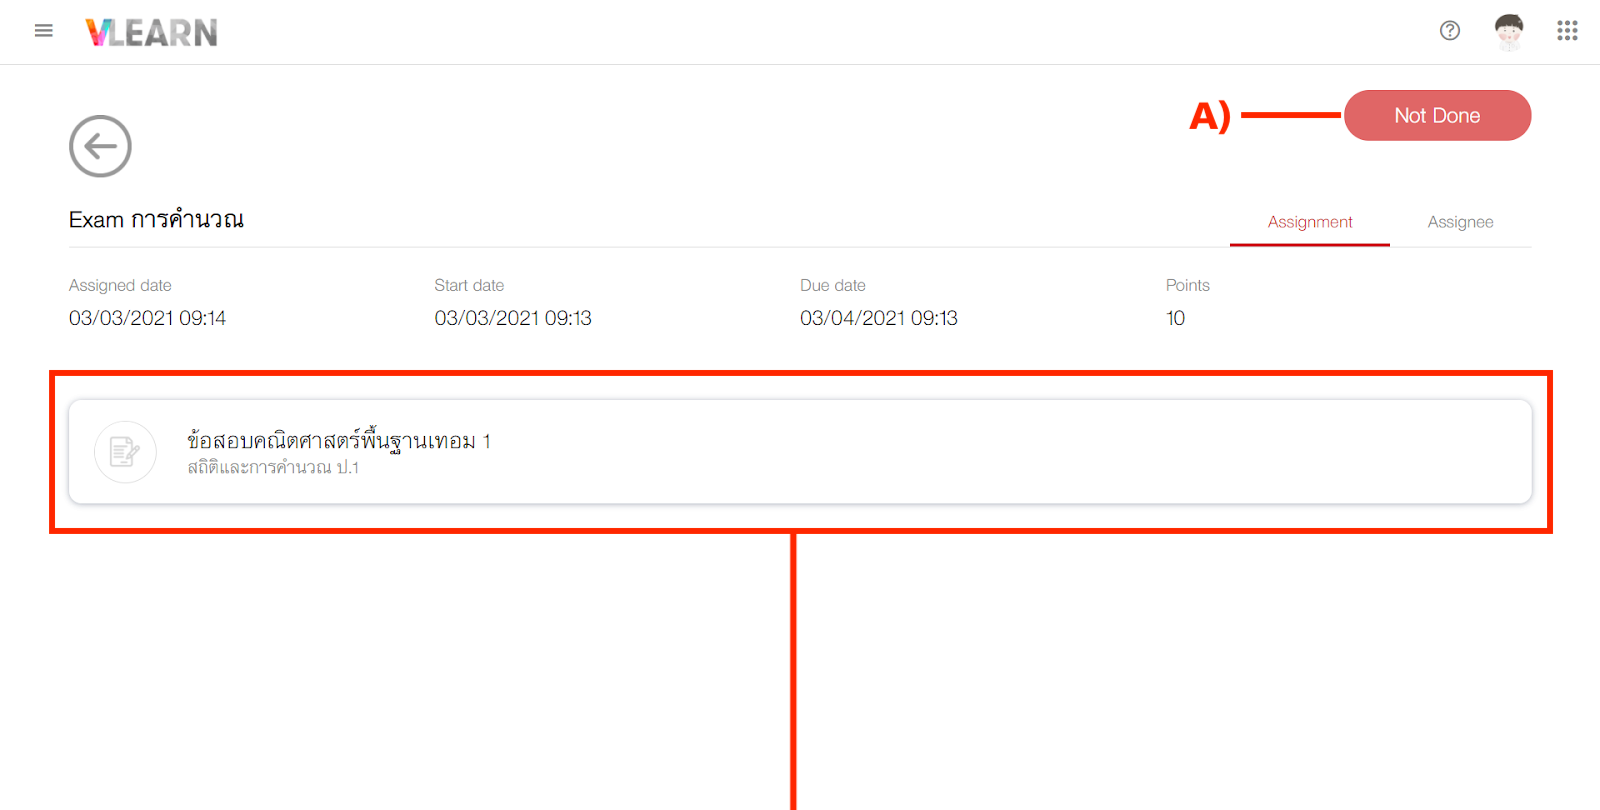 VLEARN
A)
Not Done
Exam การคำนวณ
Assignment
Assignee
Assigned date
Start date
Due date
Points
03/03/2021 09:14
03/03/2021 09:13
03/04/2021 09:13
10
ข้อสอบคณิตศาสตร์พื้นฐานเทอม 1
สถิติและการคำนวณ ป.1